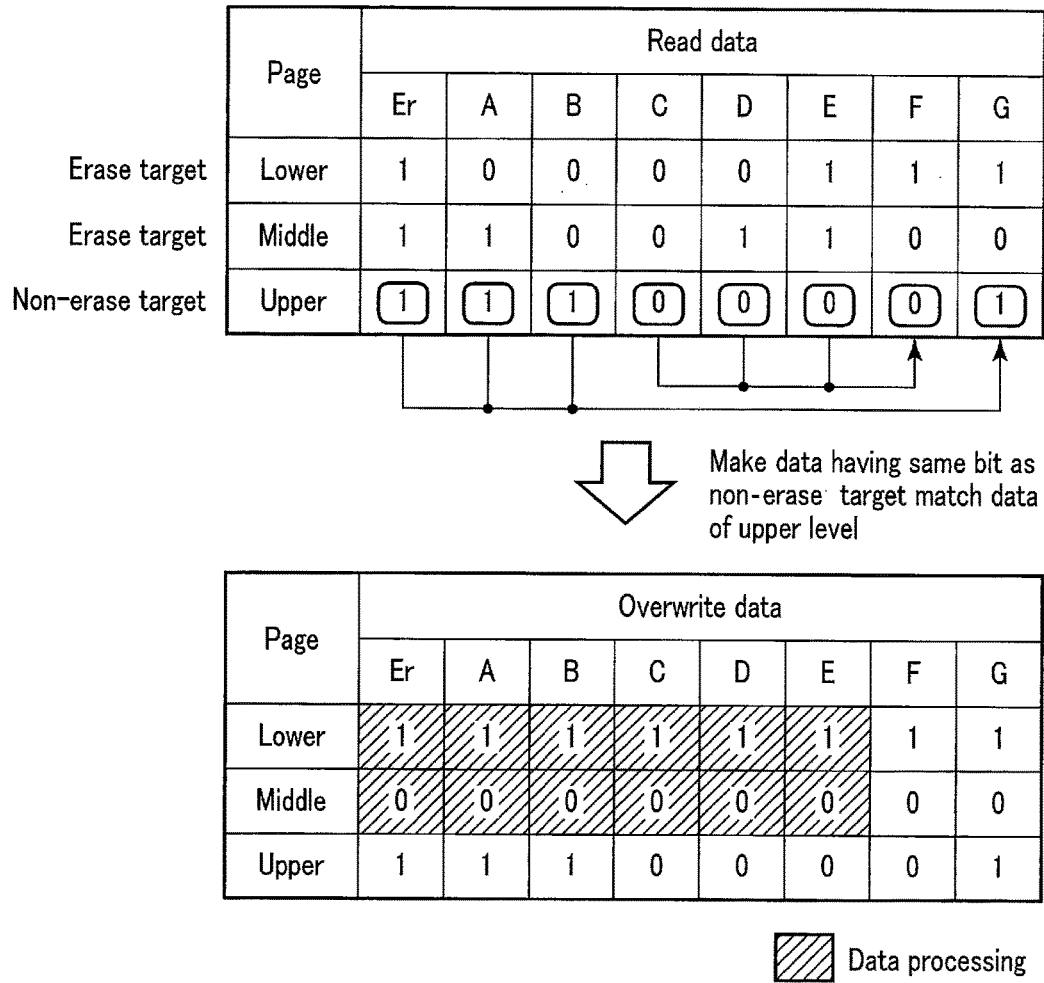 Page Read data
Er A B C D E F G
Erase target Lower 1 0 0 0 0 1 1 1
Erase target Middle 1 1 0 0 1 1 0 0
Non-erase target Upper 1 1 1 0 0 0 0 1
Make data having same bit as
non-erase target match data
of upper level
Page Overwrite data
Er A B C D E F G
Lower 1 1 1 1 1 1 1 1
Middle 0 0 0 0 0 0 0 0
Upper 1 1 1 0 0 0 0 1
Data processing